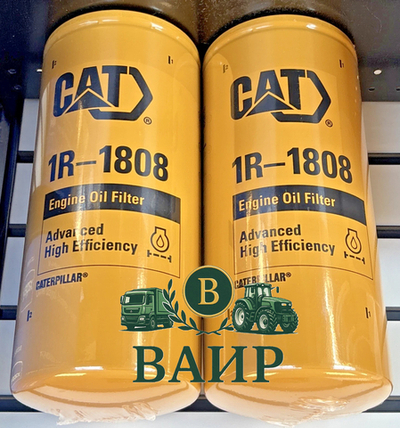 CAT®
CAT®
1R–1808
1R–1808
Engine Oil Filter
Engine Oil Filter
Advanced
High Efficiency
Advanced
High Efficiency
CATERPILLAR®
CATERPILLAR®
B
ВАИР